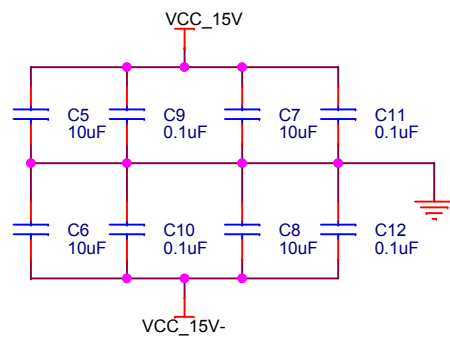 VCC_15V
C5 C9 C7 C11
10uF 0.1uF 10uF 0.1uF
C6 C10 C8 C12
10uF 0.1uF 10uF 0.1uF
VCC_15V-